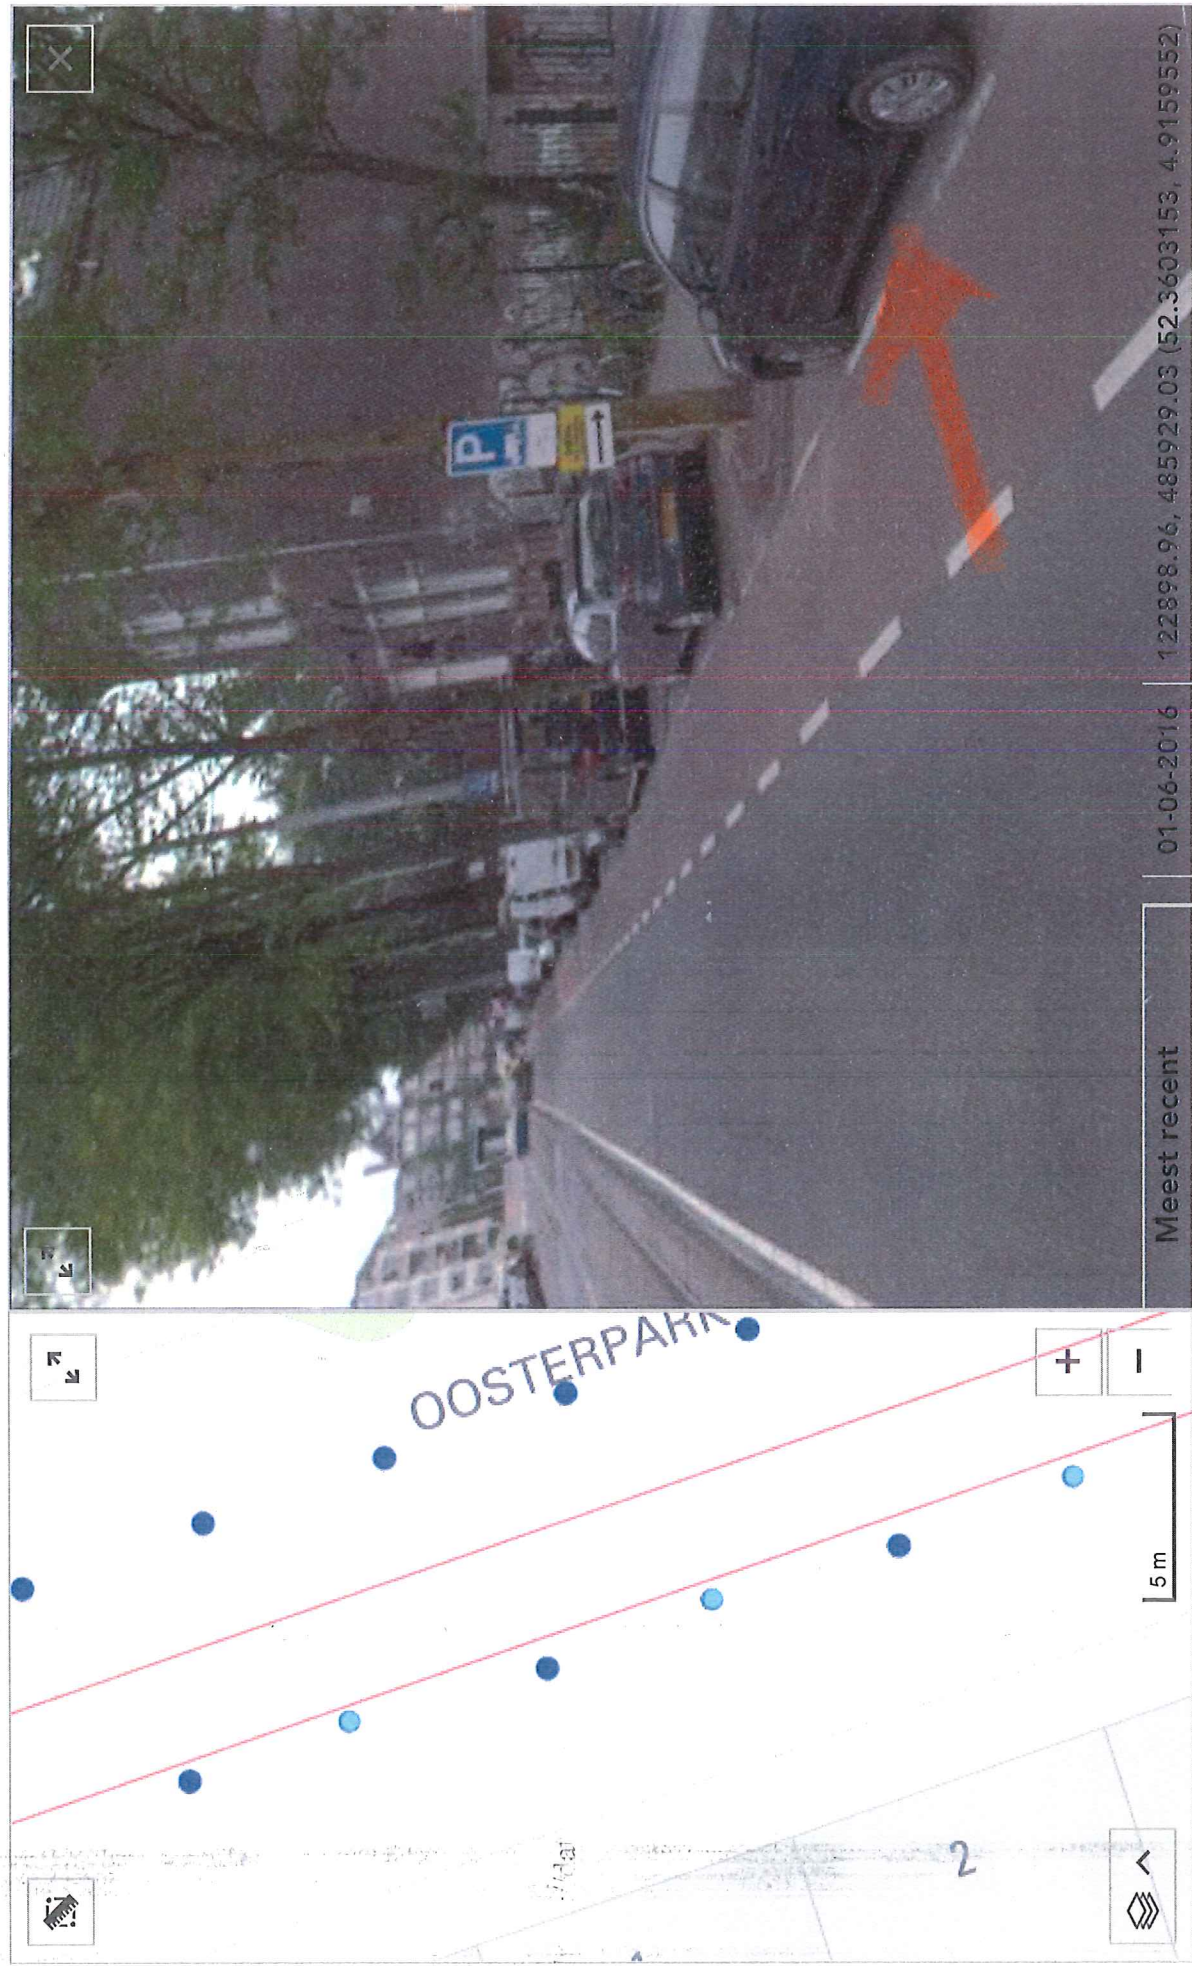 OOSTERPARK
2
5 m
P
Meest recent
01-06-2016
122898.96, 485929.03 (52.3603153, 4.9159552)